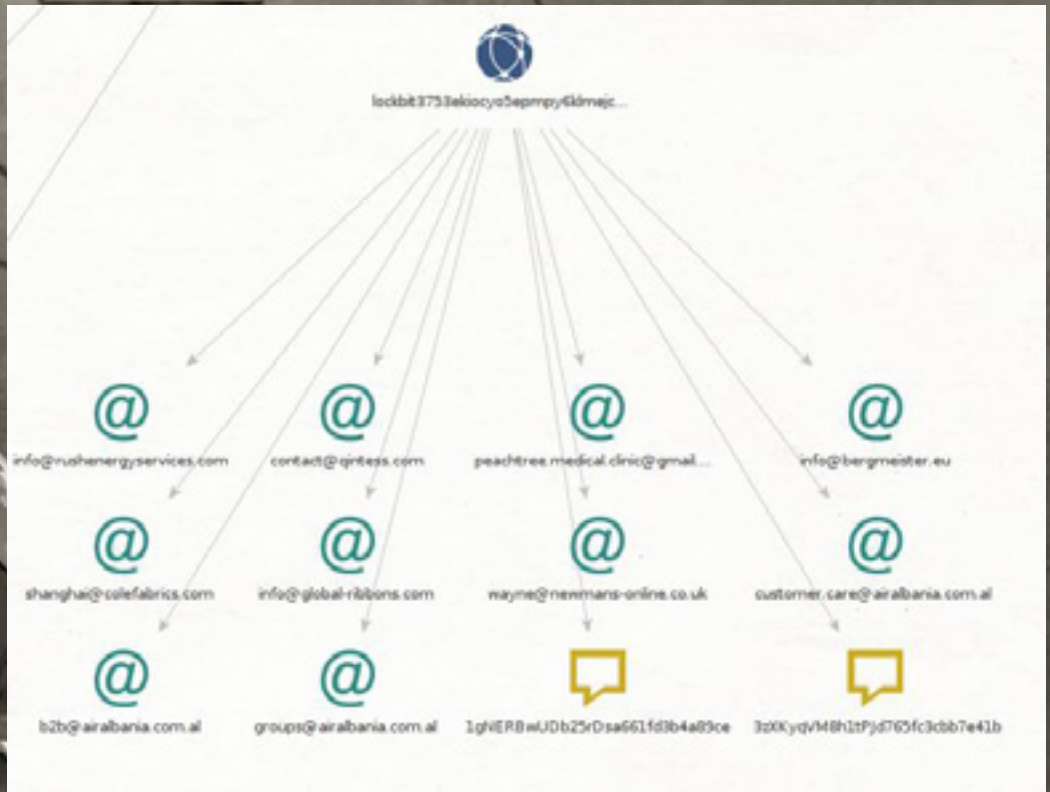 lockbit3753ekiocyo5epmpy6klmejc...
info@rushenergyservices.com contact@qintess.com peachtree.medical.clinic@gmail... info@bergmeister.eu
shanghai@colefabrics.com info@global-ribbons.com wayne@newmans-online.co.uk customer.care@airalbania.com.al
b2b@airalbania.com.al groups@airalbania.com.al 1gNERBwUDb25rDsa661fd3b4a89ce 3zXKyqVM8h1tPJd765fc3cbb7e41b